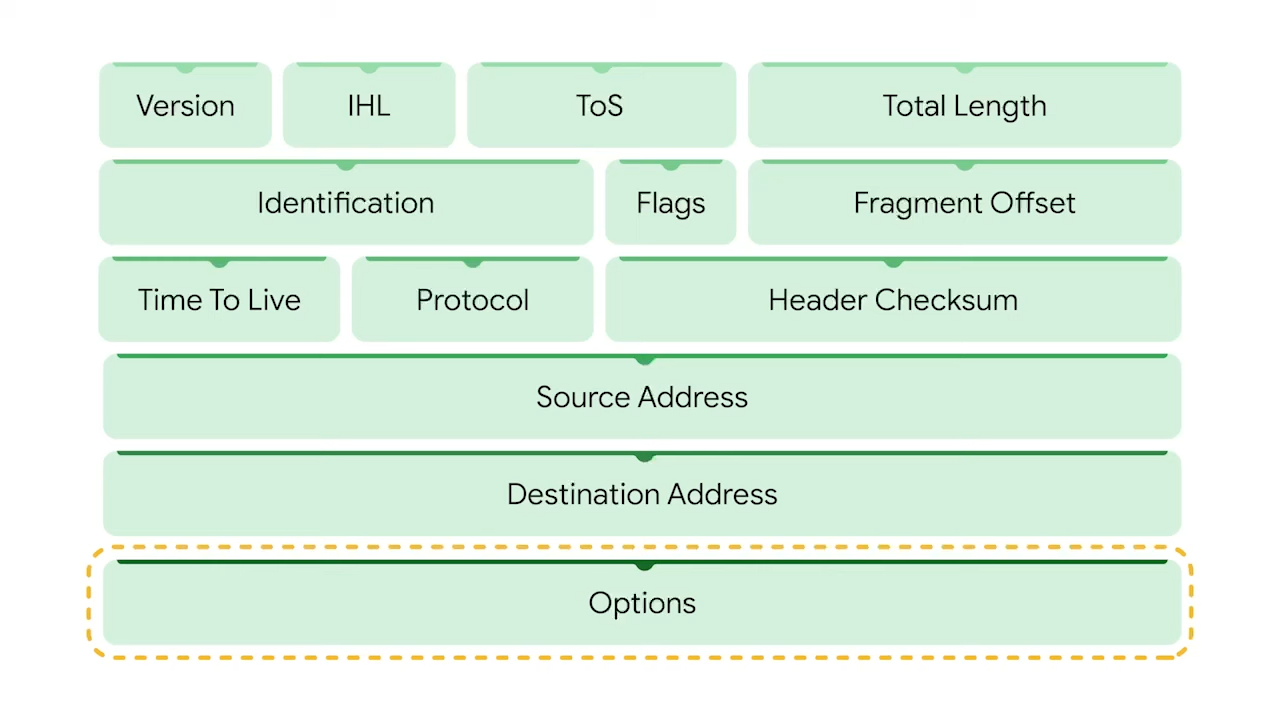 Version IHL ToS Total Length
Identification Flags Fragment Offset
Time To Live Protocol Header Checksum
Source Address
Destination Address
Options